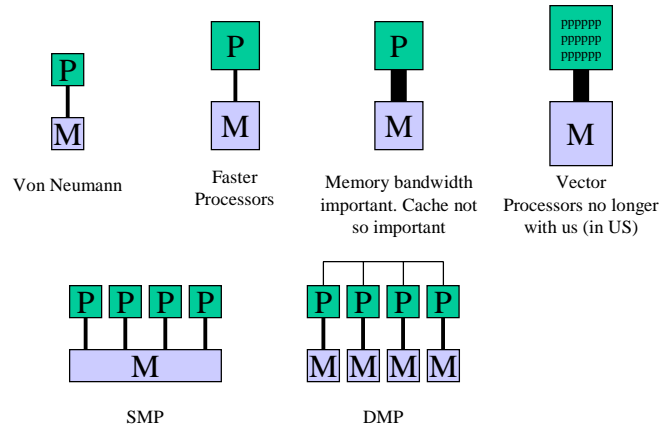 P
M
Von Neumann
P
M
Faster
Processors
P
M
Memory bandwidth
important. Cache not
so important
pppppp
pppppp
pppppp
M
Vector
Processors no longer
with us (in US)
P P P P
M
SMP
P P P P
M M M M
DMP